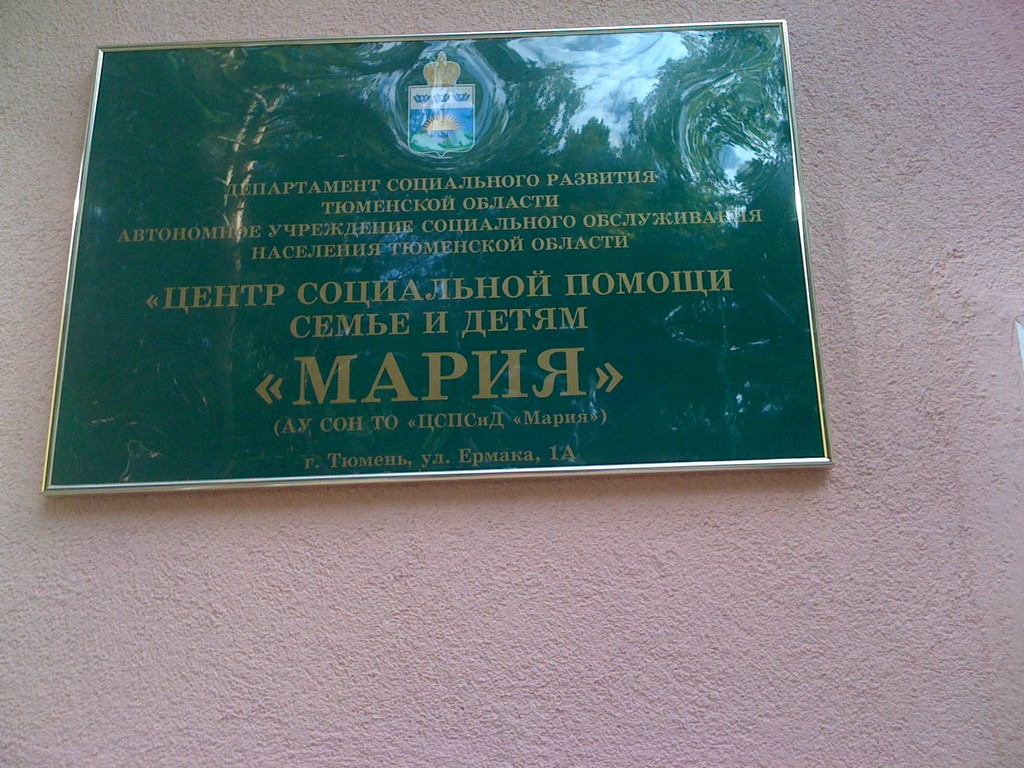 ДЕПАРТАМЕНТ СОЦИАЛЬНОГО РАЗВИТИЯ
ТЮМЕНСКОЙ ОБЛАСТИ
АВТОНОМНОЕ УЧРЕЖДЕНИЕ СОЦИАЛЬНОГО ОБСЛУЖИВАНИЯ
НАСЕЛЕНИЯ ТЮМЕНСКОЙ ОБЛАСТИ
«ЦЕНТР СОЦИАЛЬНОЙ ПОМОЩИ
СЕМЬЕ И ДЕТЯМ
«МАРИЯ»
(АУ СОН ТО «ЦСПСиД «Мария»)
г. Тюмень, ул. Ермака, 1А